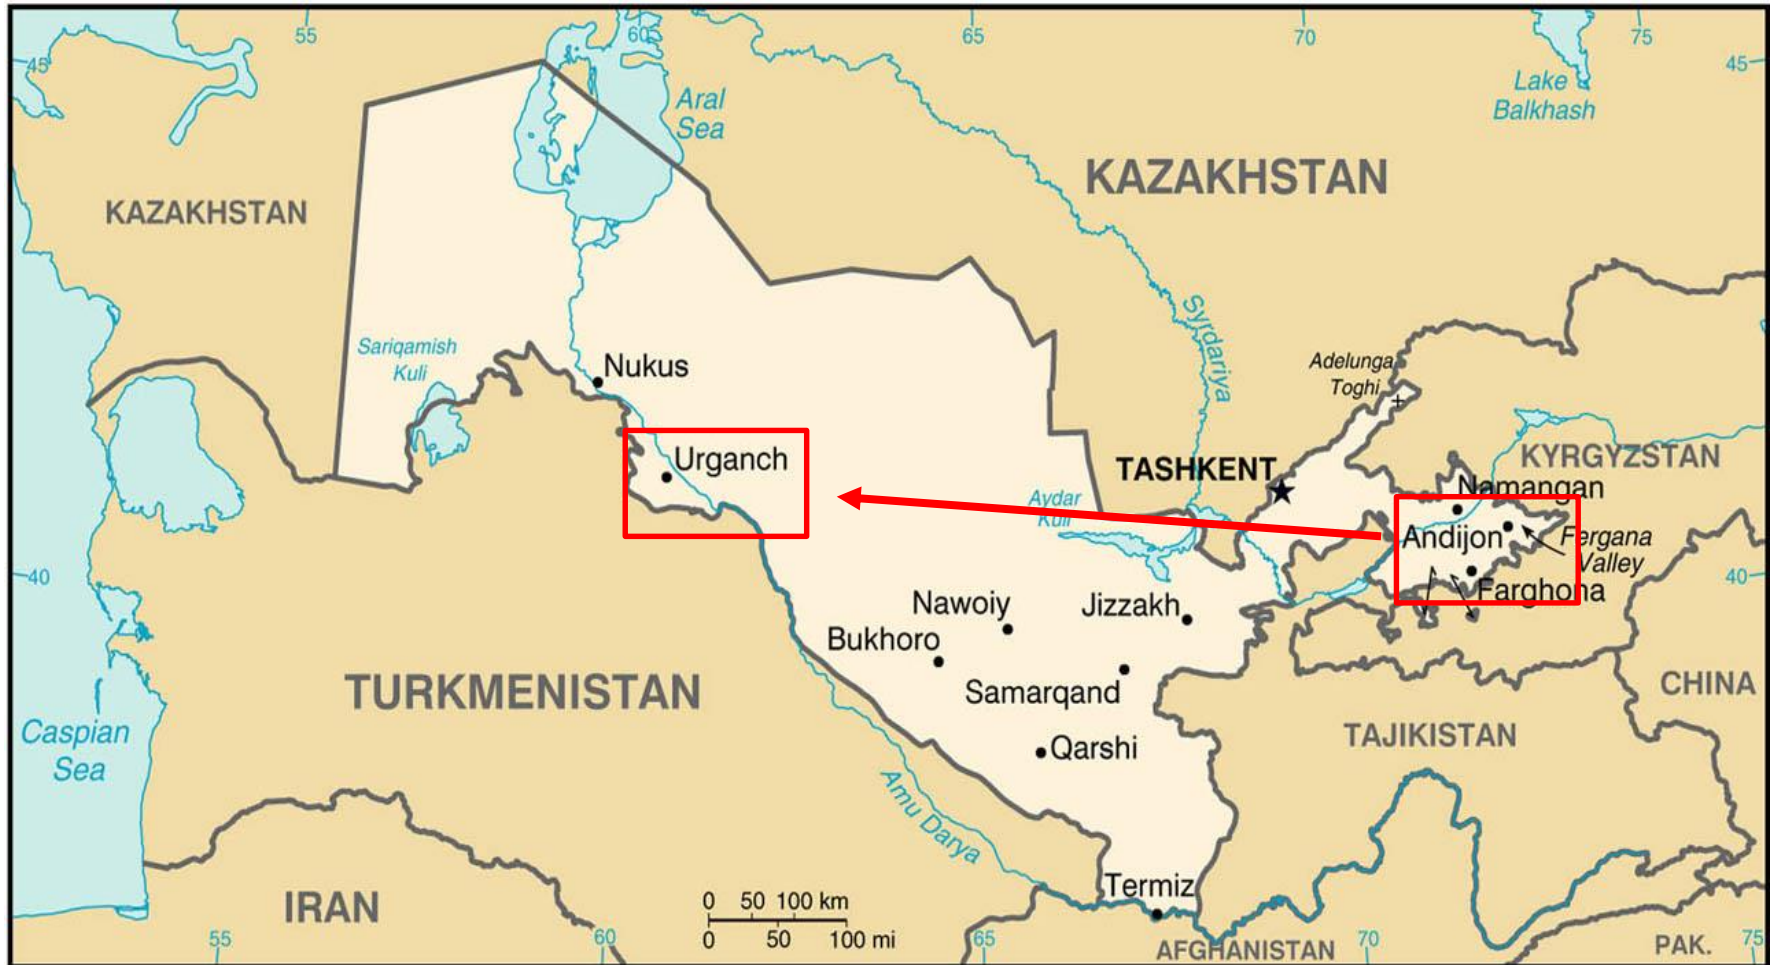 55
60
65
70
75
45
45
Aral
Sea
Lake
Balkhash
KAZAKHSTAN
KAZAKHSTAN
Syrdariya
Sariqamish
Kuli
Nukus
Adelunga
Toghi
Urganch
TASHKENT
KYRGYZSTAN
Namangan
Aydar
Kuli
Andijon
Fergana
Valley
40
40
Farghona
Nawoiy
Jizzakh
Bukhoro
Samarqand
CHINA
TURKMENISTAN
Caspian
Sea
TAJIKISTAN
Qarshi
Amu Darya
Termiz
IRAN
0 50 100 km
0 50 100 mi
55
60
65
70
75
AFGHANISTAN
PAK.